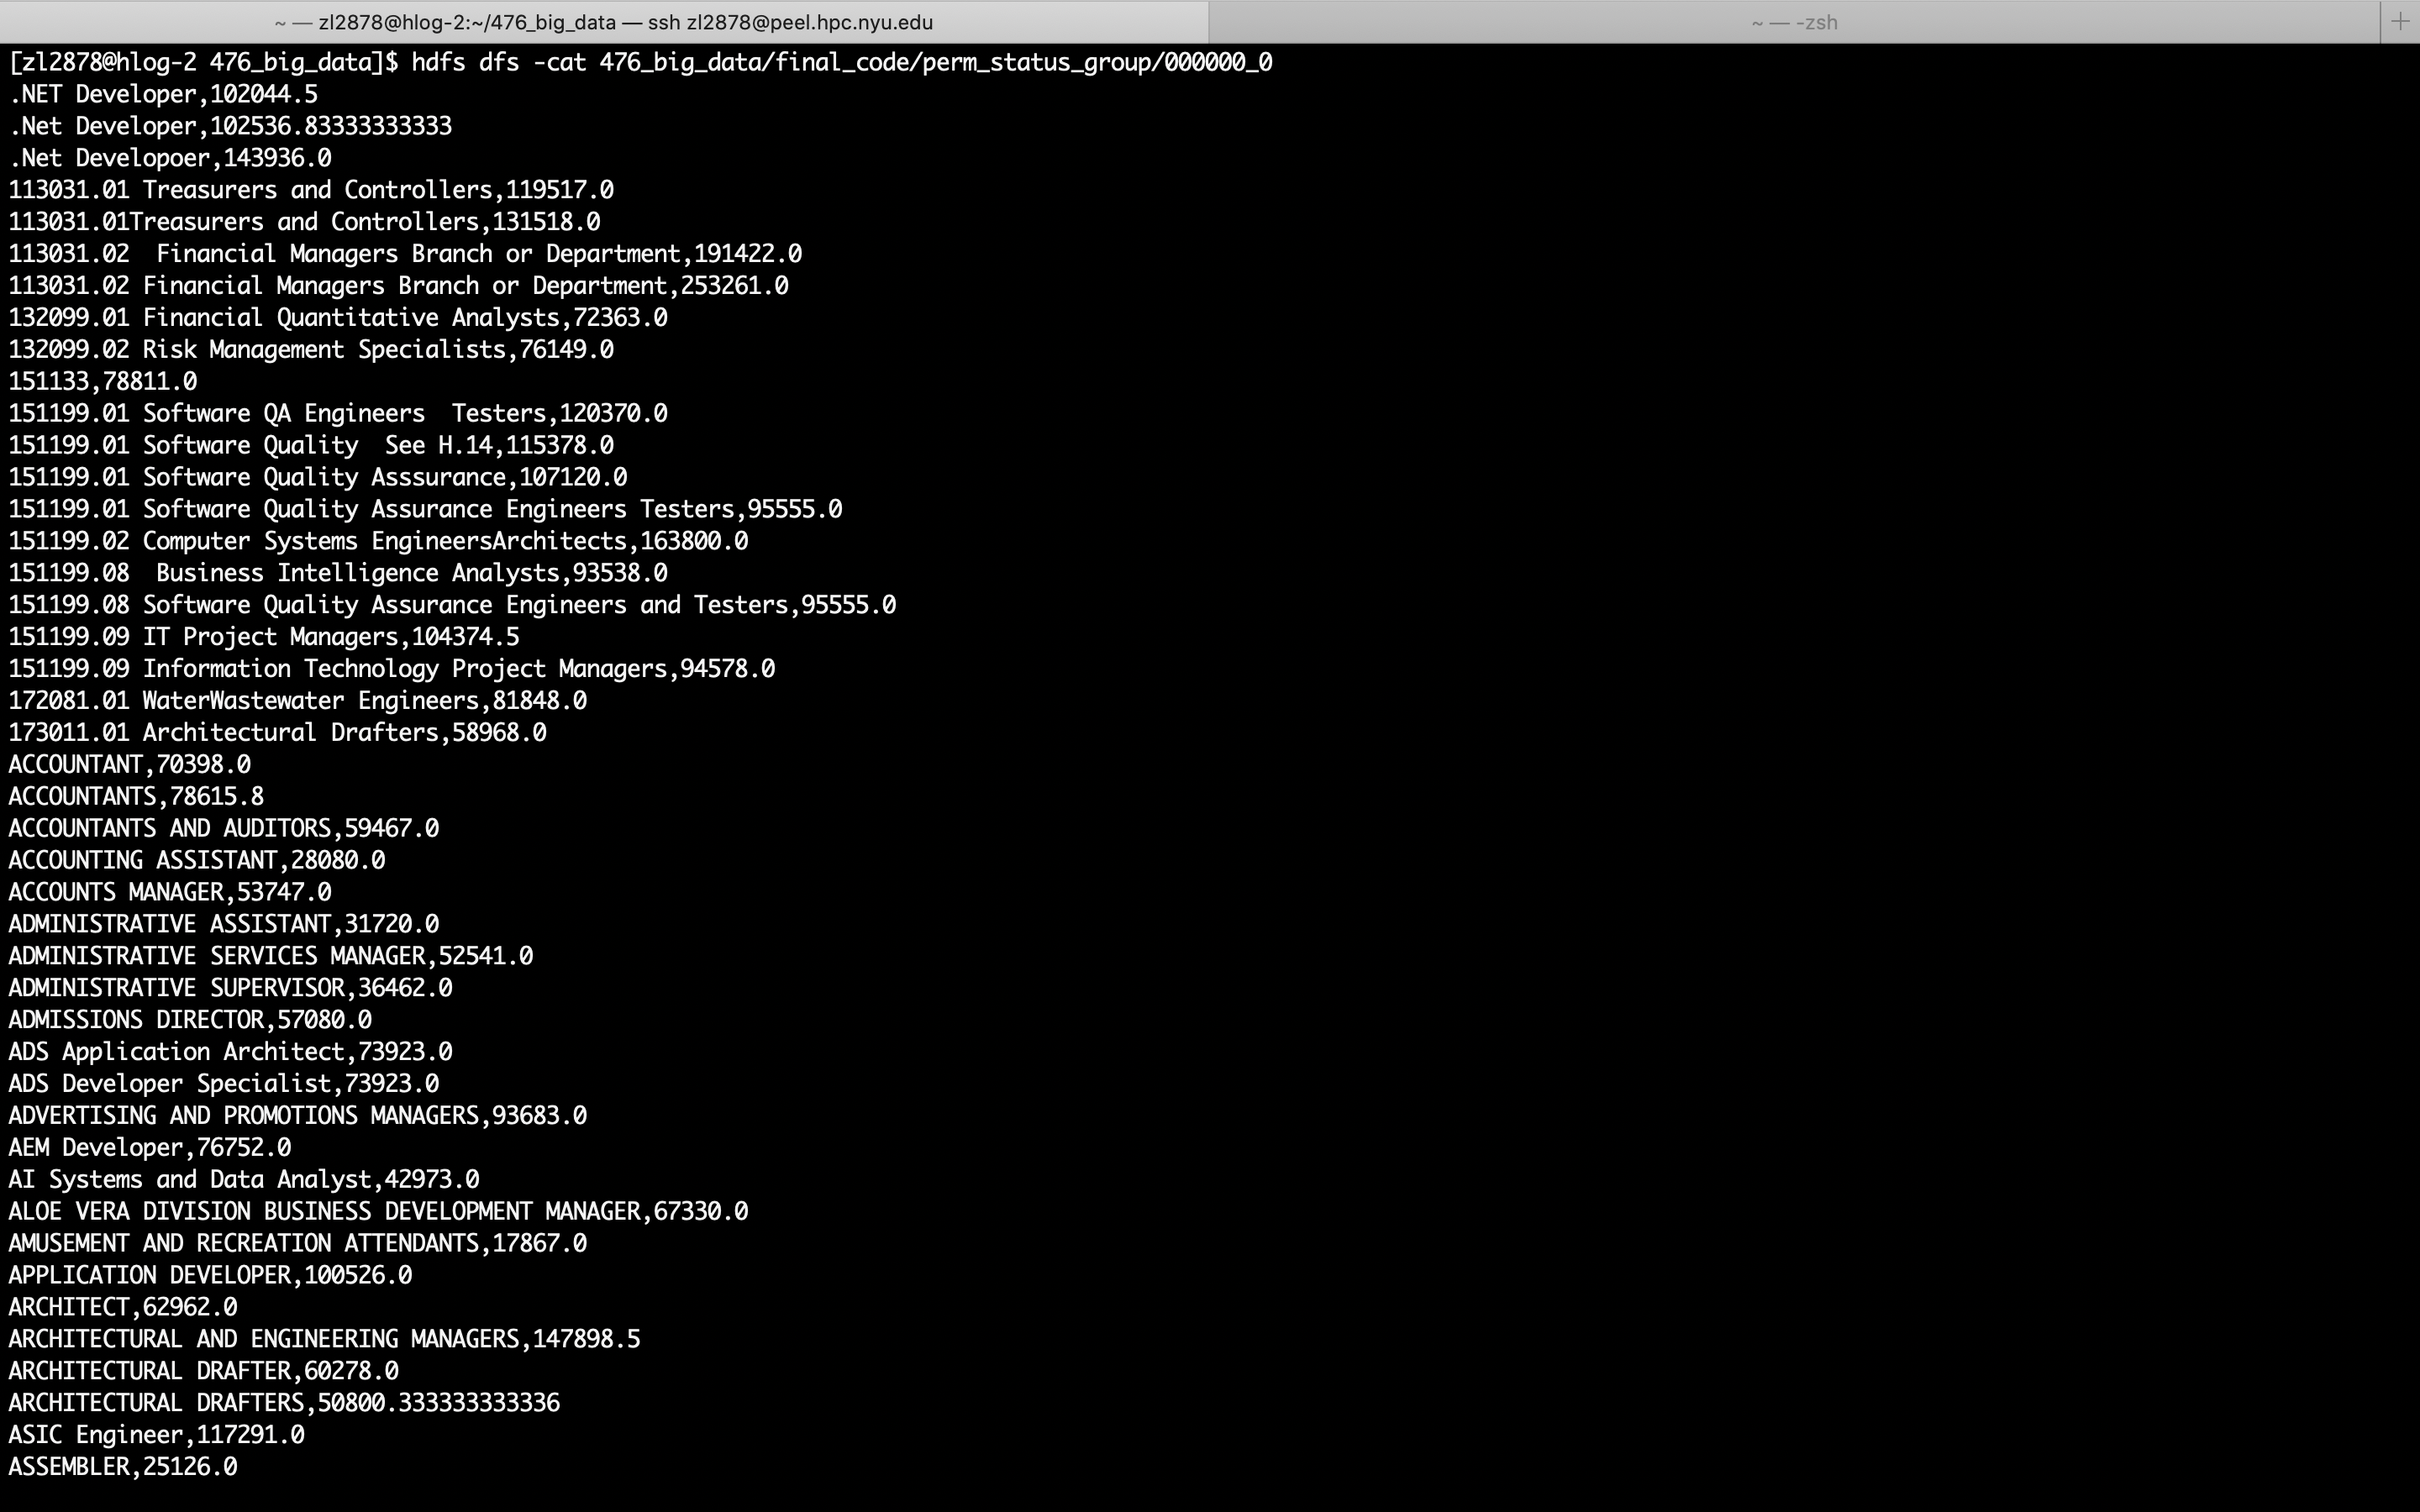 ~ — zl2878@hlog-2:~/476_big_data — ssh zl2878@peel.hpc.nyu.edu
~ — -zsh
+
[zl2878@hlog-2 476_big_data]$ hdfs dfs -cat 476_big_data/final_code/perm_status_group/000000_0
.NET Developer,102044.5
.Net Developer,102536.83333333333
.Net Developoer,143936.0
113031.01 Treasurers and Controllers,119517.0
113031.01Treasurers and Controllers,131518.0
113031.02  Financial Managers Branch or Department,191422.0
113031.02 Financial Managers Branch or Department,253261.0
132099.01 Financial Quantitative Analysts,72363.0
132099.02 Risk Management Specialists,76149.0
151133,78811.0
151199.01 Software QA Engineers  Testers,120370.0
151199.01 Software Quality  See H.14,115378.0
151199.01 Software Quality Asssurance,107120.0
151199.01 Software Quality Assurance Engineers Testers,95555.0
151199.02 Computer Systems EngineersArchitects,163800.0
151199.08  Business Intelligence Analysts,93538.0
151199.08 Software Quality Assurance Engineers and Testers,95555.0
151199.09 IT Project Managers,104374.5
151199.09 Information Technology Project Managers,94578.0
172081.01 WaterWastewater Engineers,81848.0
173011.01 Architectural Drafters,58968.0
ACCOUNTANT,70398.0
ACCOUNTANTS,78615.8
ACCOUNTANTS AND AUDITORS,59467.0
ACCOUNTING ASSISTANT,28080.0
ACCOUNTS MANAGER,53747.0
ADMINISTRATIVE ASSISTANT,31720.0
ADMINISTRATIVE SERVICES MANAGER,52541.0
ADMINISTRATIVE SUPERVISOR,36462.0
ADMISSIONS DIRECTOR,57080.0
ADS Application Architect,73923.0
ADS Developer Specialist,73923.0
ADVERTISING AND PROMOTIONS MANAGERS,93683.0
AEM Developer,76752.0
AI Systems and Data Analyst,42973.0
ALOE VERA DIVISION BUSINESS DEVELOPMENT MANAGER,67330.0
AMUSEMENT AND RECREATION ATTENDANTS,17867.0
APPLICATION DEVELOPER,100526.0
ARCHITECT,62962.0
ARCHITECTURAL AND ENGINEERING MANAGERS,147898.5
ARCHITECTURAL DRAFTER,60278.0
ARCHITECTURAL DRAFTERS,50800.333333333336
ASIC Engineer,117291.0
ASSEMBLER,25126.0